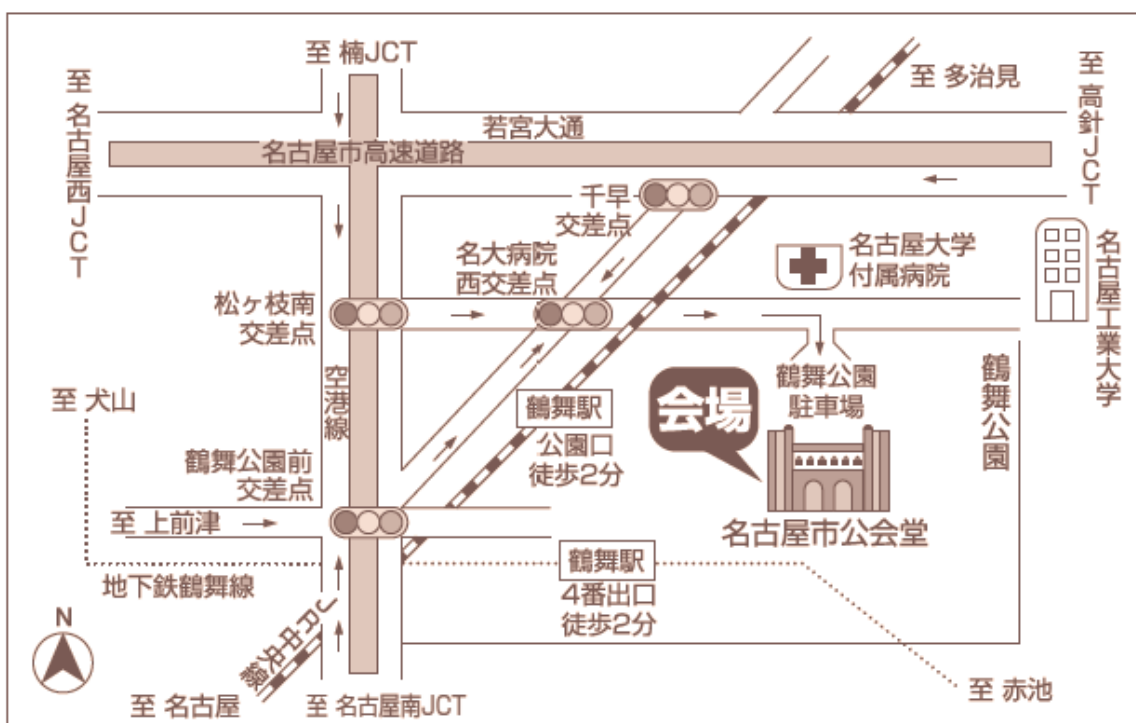 至 楠JCT
至 多治見
至 名古屋西JCT
至 高針JCT
若宮大通
名古屋市高速道路
千早
交差点
名大病院
西交差点
名古屋大学
付属病院
名古屋工業大学
松ヶ枝南
交差点
空港線
至 犬山
鶴舞駅
公園口
徒歩2分
会場
鶴舞公園
駐車場
鶴舞公園
鶴舞公園前
交差点
至 上前津
名古屋市公会堂
地下鉄鶴舞線
鶴舞駅
4番出口
徒歩2分
N
JR中央線
至 名古屋
至 名古屋南JCT
至 赤池